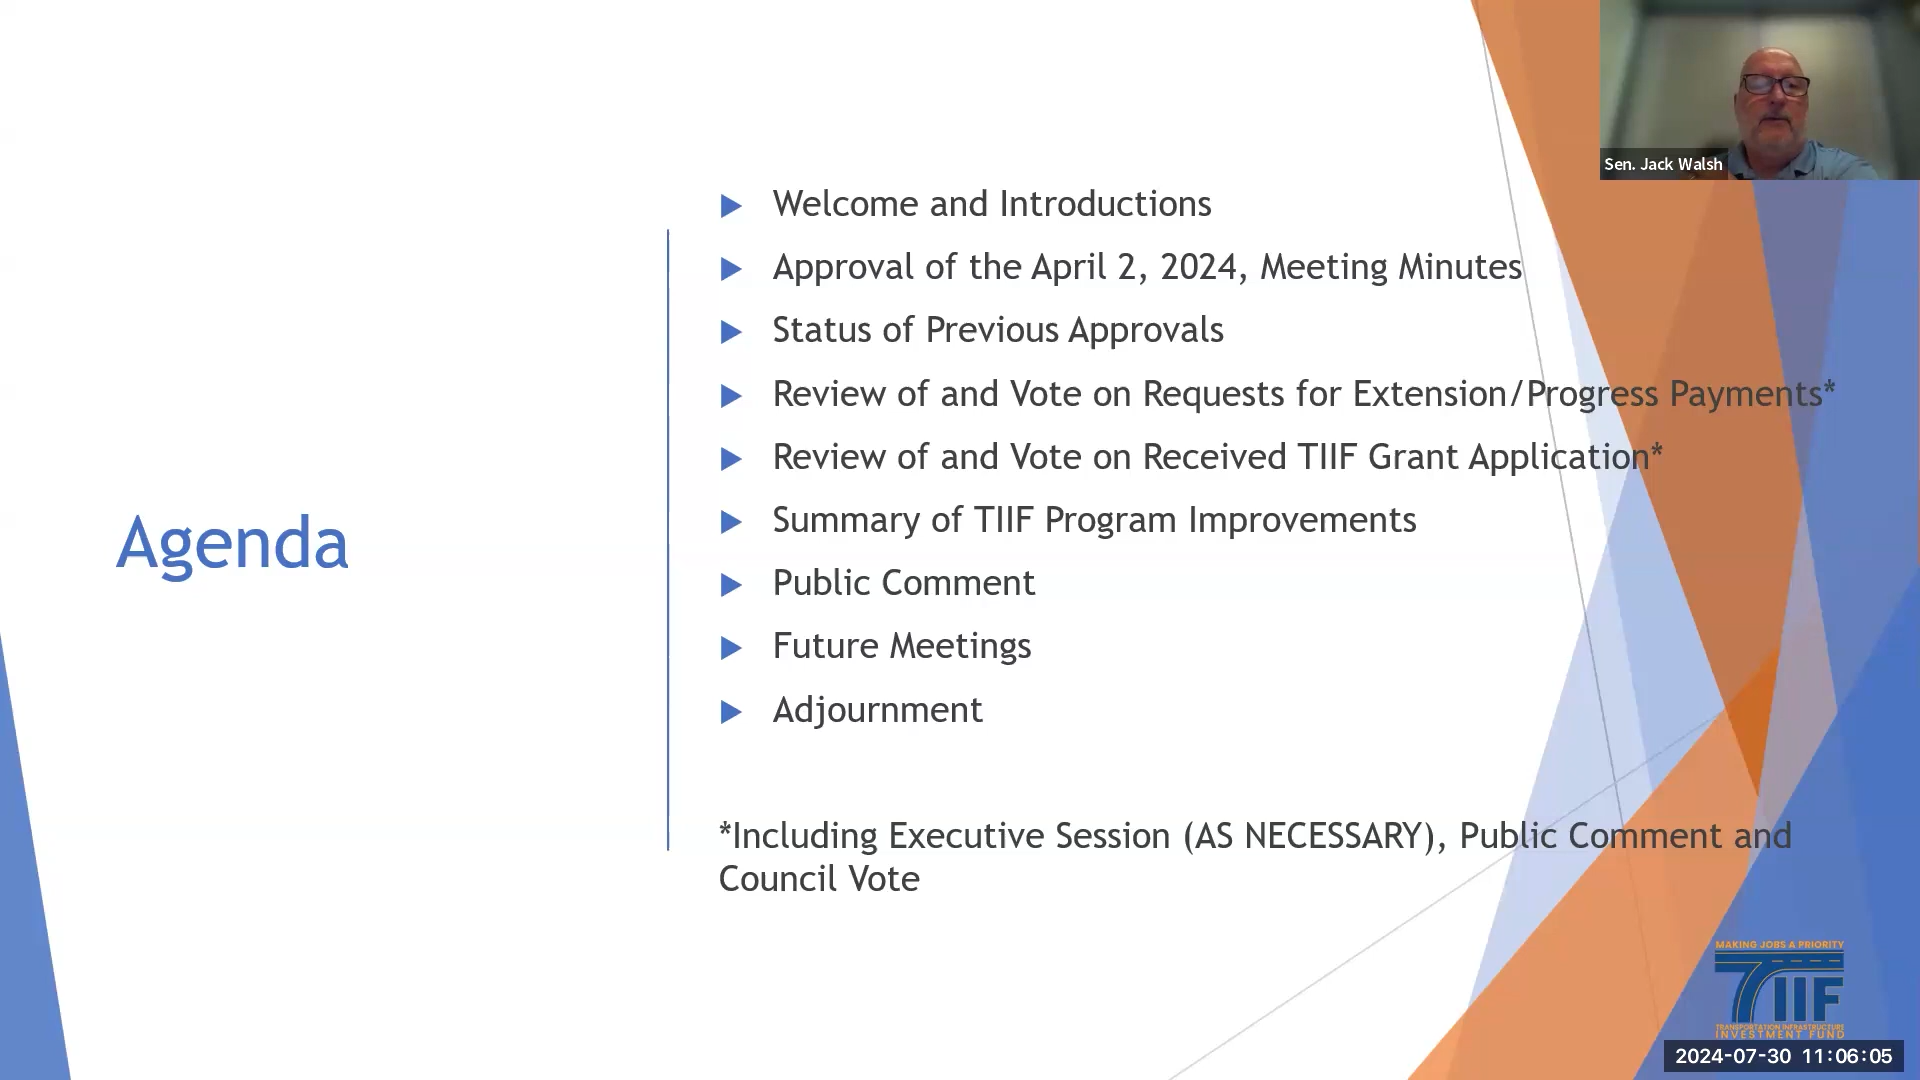 Sen. Jack Walsh
Welcome and Introductions
Approval of the April 2, 2024, Meeting Minutes
Status of Previous Approvals
Review of and Vote on Requests for Extension/Progress Payments*
Review of and Vote on Received TIIF Grant Application*
Summary of TIIF Program Improvements
Agenda
Public Comment
Future Meetings
Adjournment
*Including Executive Session (AS NECESSARY), Public Comment and
Council Vote
MAKING JOBS A PRIORITY
TIIF
TRANSPORTATION INFRASTRUCTURE
INVESTMENT FUND
2024-07-30 11:06:05